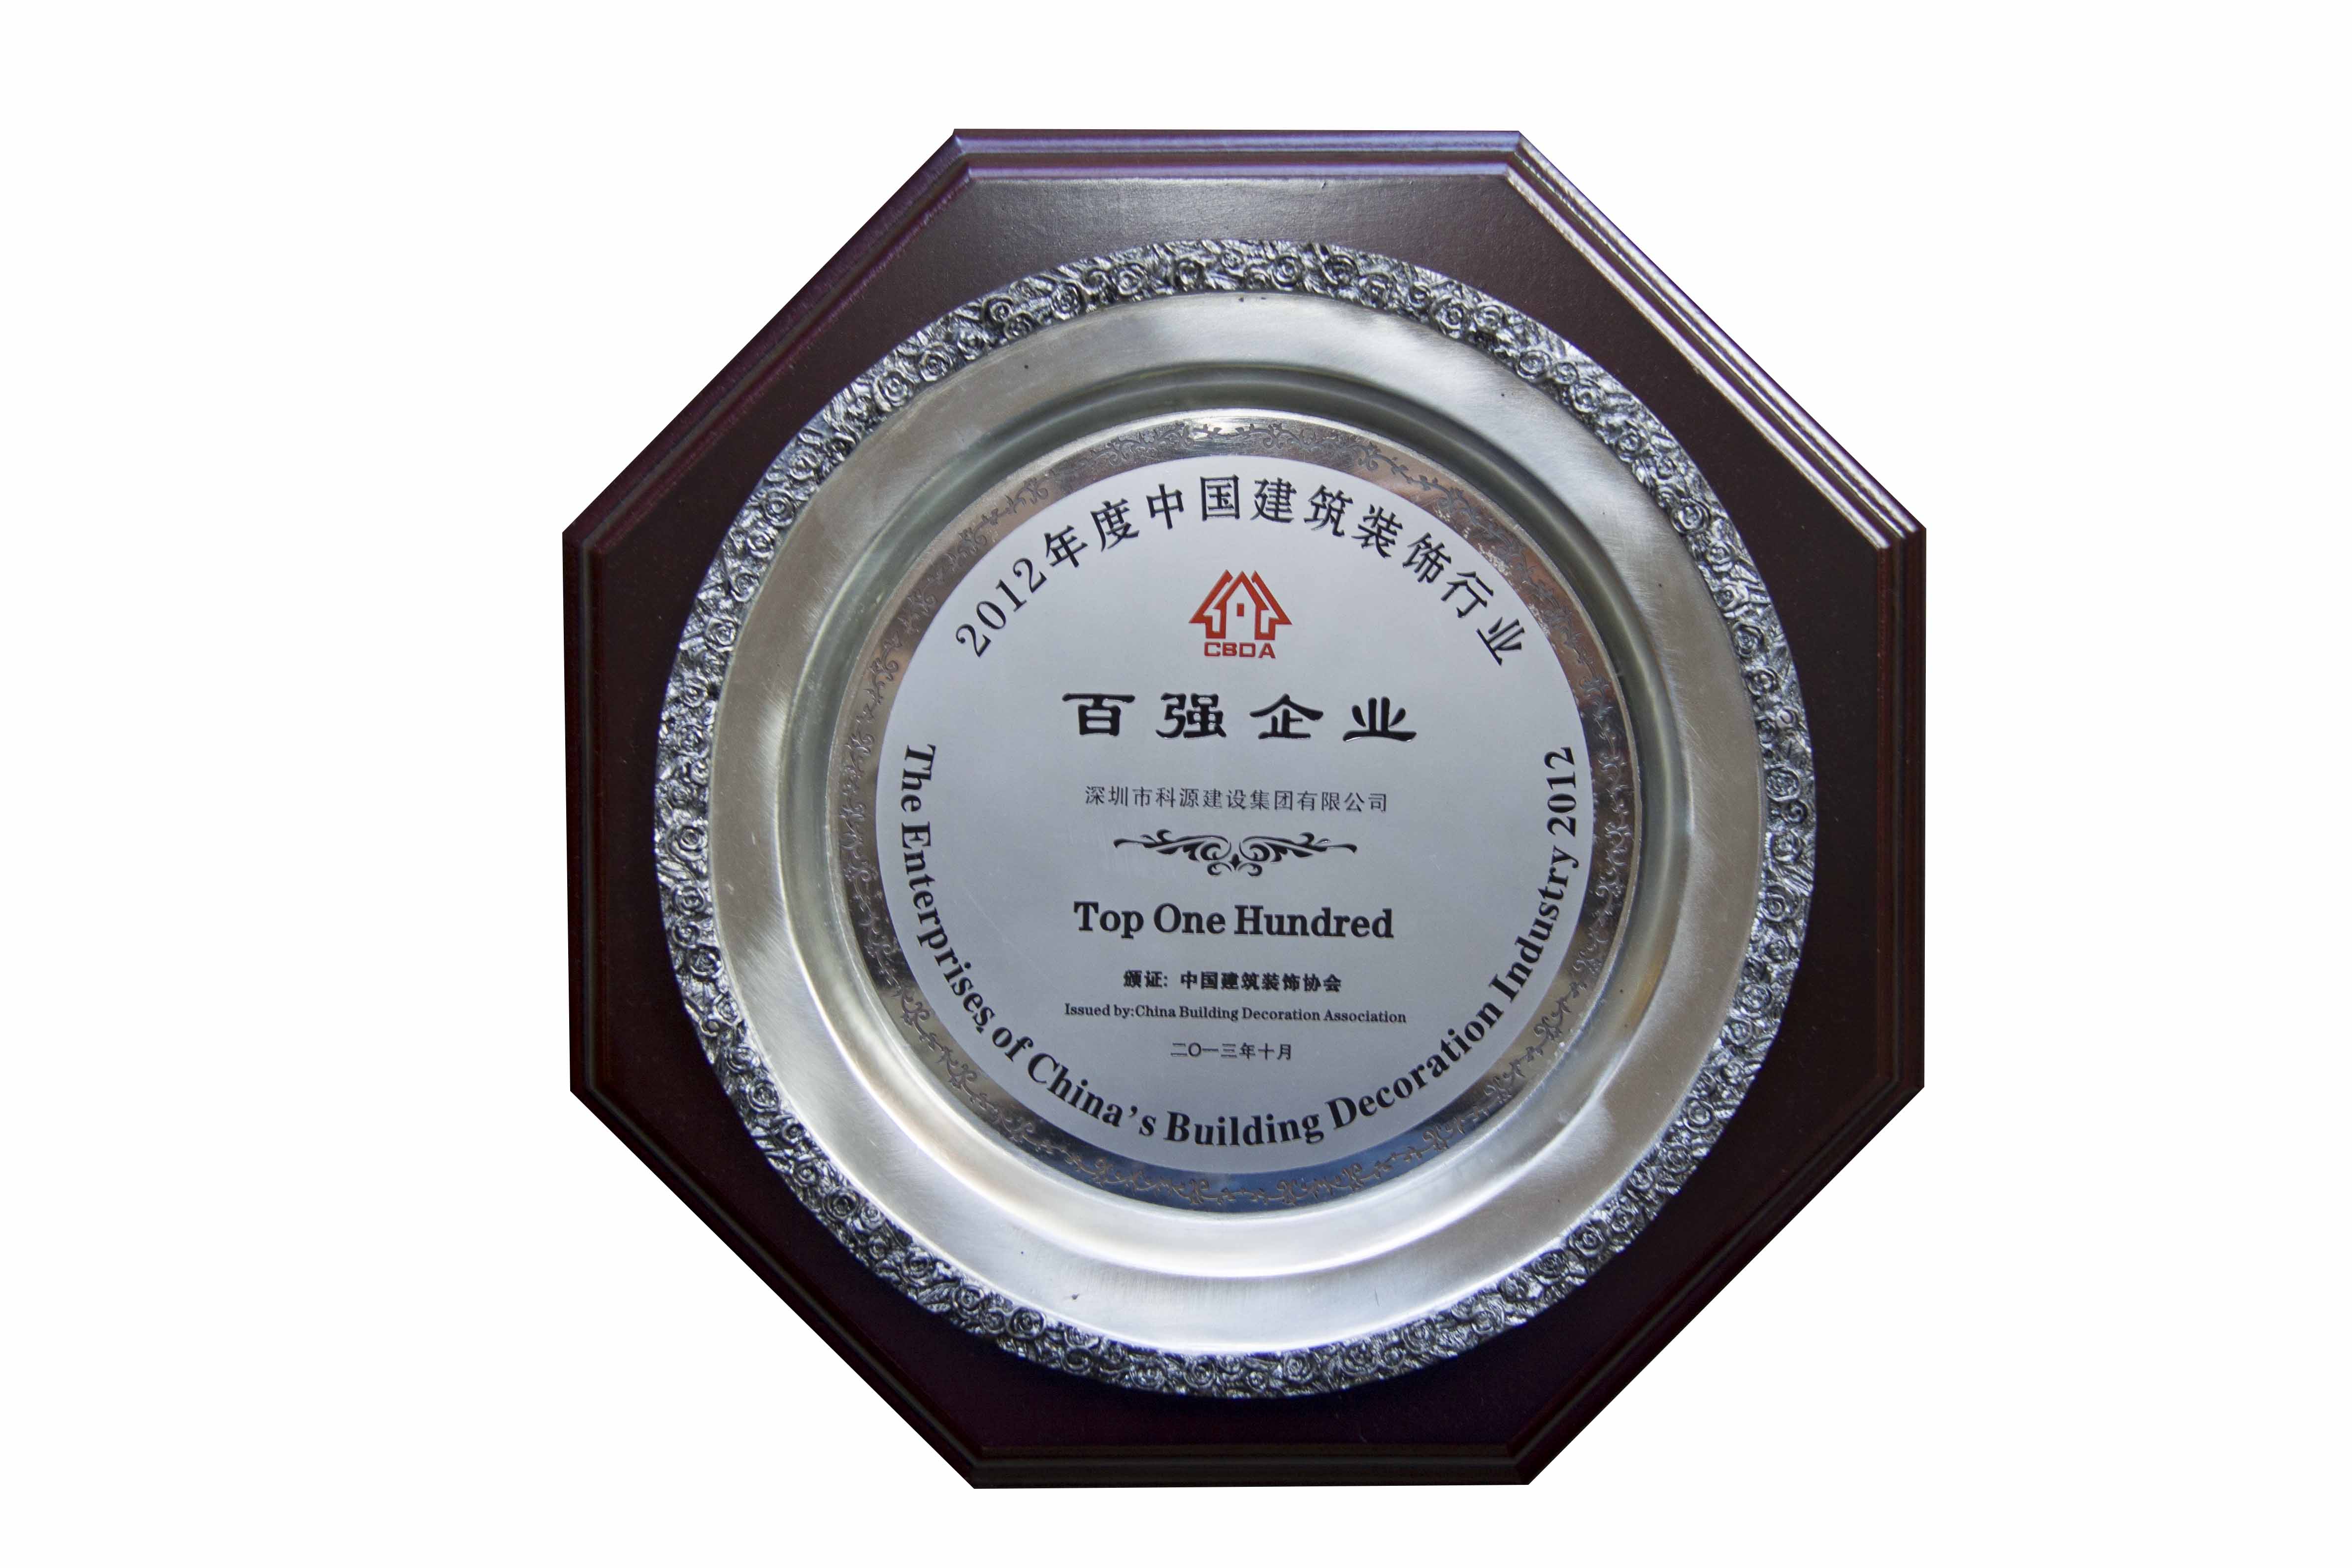 2012年度中国建筑装饰行业
CBDA
百强企业
深圳市科源建设集团有限公司
Top One Hundred
颁证：中国建筑装饰协会
Issued by:China Building Decoration Association
二〇一三年十月
The Enterprises of China's Building Decoration Industry 2012